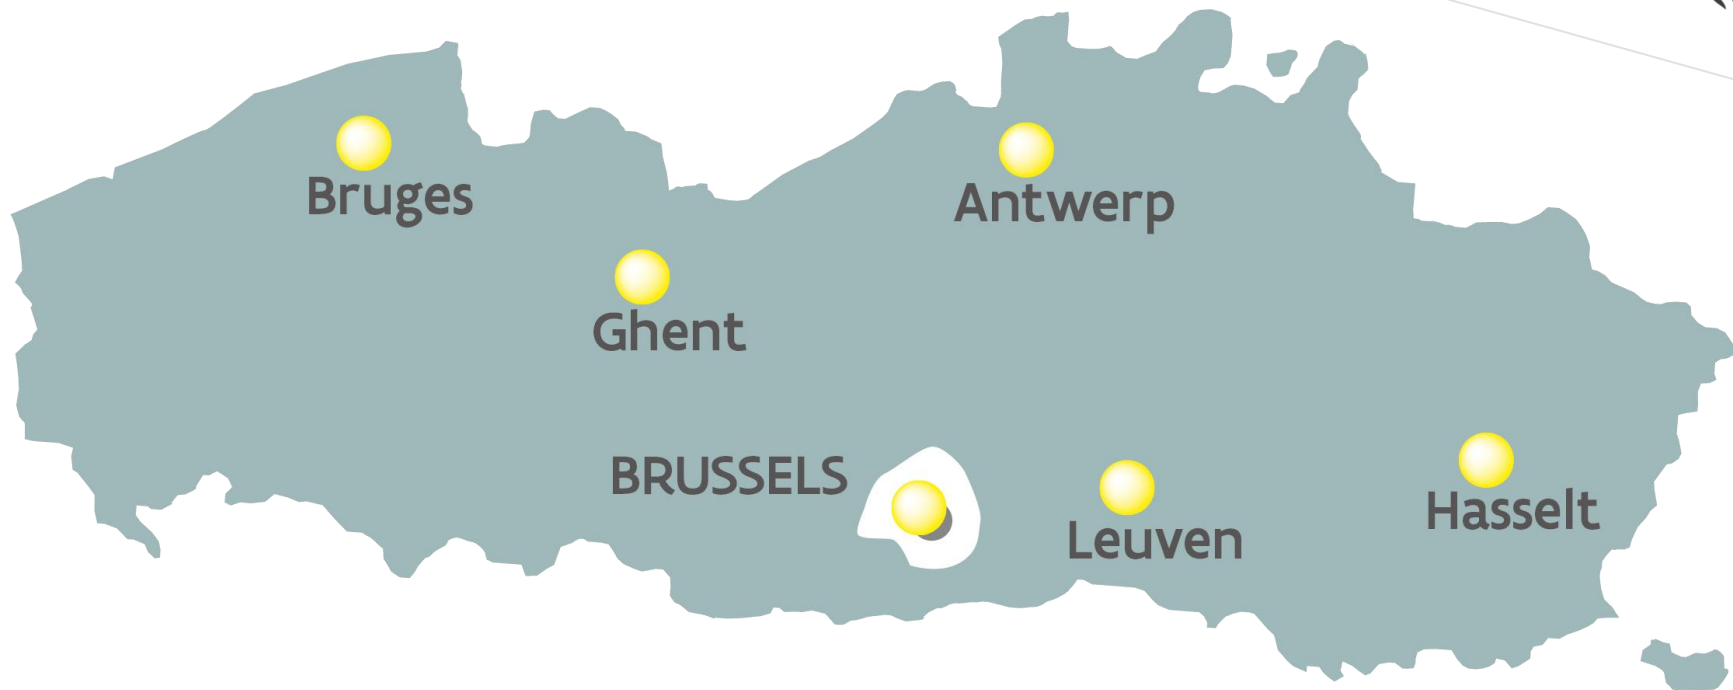 Bruges
Antwerp
Ghent
BRUSSELS
Leuven
Hasselt